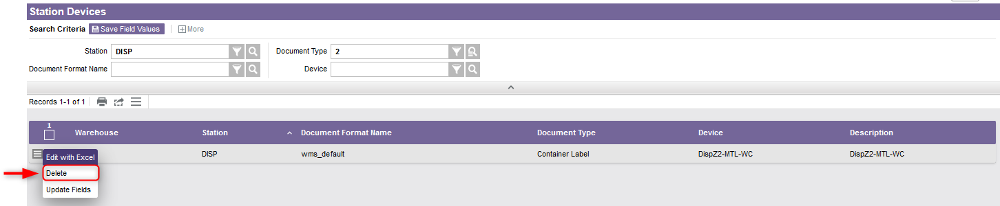 Station Devices
Search Criteria Save Field Values More
Station DISP Document Type 2
Document Format Name Device
Records 1-1 of 1
1
Warehouse Station Document Format Name Document Type Device Description
DISP wms_default Container Label DispZ2-MTL-WC DispZ2-MTL-WC
Edit with Excel
Delete
Update Fields